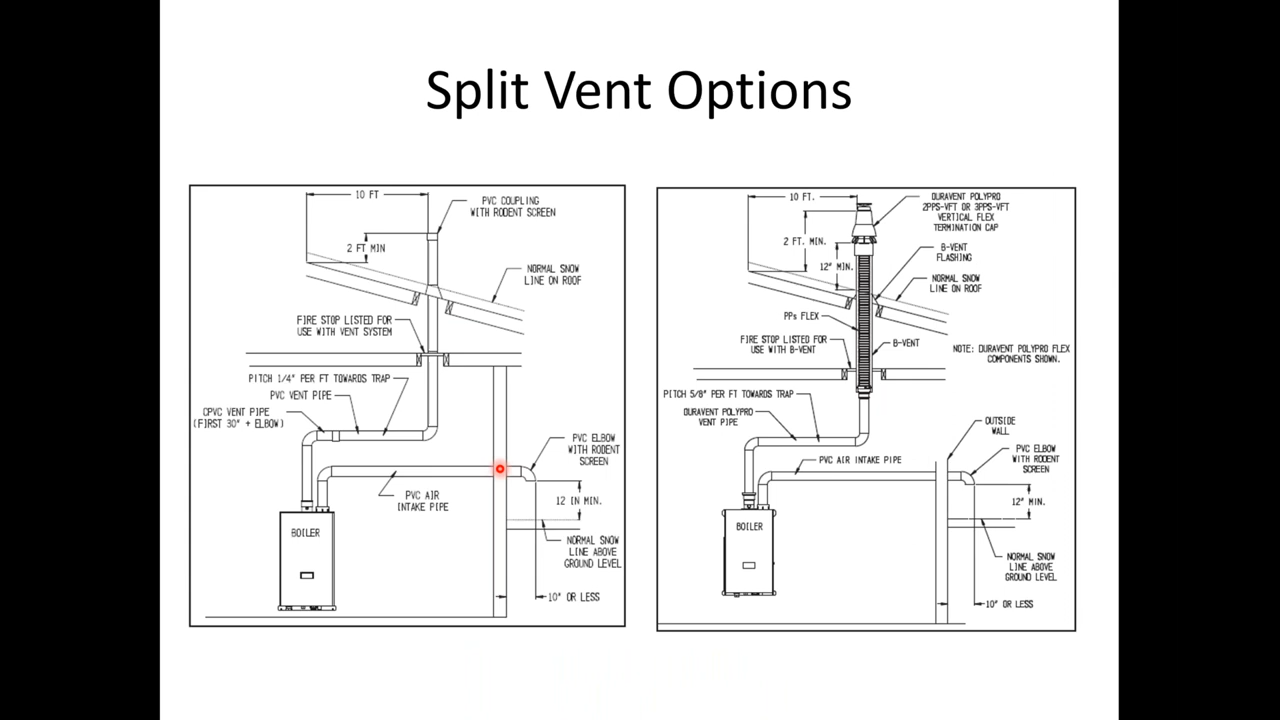 Split Vent Options
10 FT
PVC COUPLING
WITH RODENT SCREEN
2 FT MIN
NORMAL SNOW
LINE ON ROOF
FIRE STOP LISTED FOR
USE WITH VENT SYSTEM
PITCH 1/4" PER FT TOWARDS TRAP
PVC VENT PIPE
CPVC VENT PIPE
(FIRST 30" + ELBOW)
PVC ELBOW
WITH RODENT
SCREEN
PVC AIR
INTAKE PIPE
12 IN MIN.
BOILER
NORMAL SNOW
LINE ABOVE
GROUND LEVEL
10" OR LESS
10 FT.
DURAVENT POLYPRO
2PPS-VFT OR 3PPS-VFT
VERTICAL FLEX
TERMINATION CAP
2 FT. MIN.
12" MIN.
B-VENT
FLASHING
NORMAL SNOW
LINE ON ROOF
PPs FLEX
FIRE STOP LISTED FOR
USE WITH B-VENT
B-VENT
NOTE: DURAVENT POLYPRO FLEX
COMPONENTS SHOWN.
PITCH 5/8" PER FT TOWARDS TRAP
DURAVENT POLYPRO
VENT PIPE
OUTSIDE
WALL
PVC AIR INTAKE PIPE
PVC ELBOW
WITH RODENT
SCREEN
12" MIN.
BOILER
NORMAL SNOW
LINE ABOVE
GROUND LEVEL
10" OR LESS